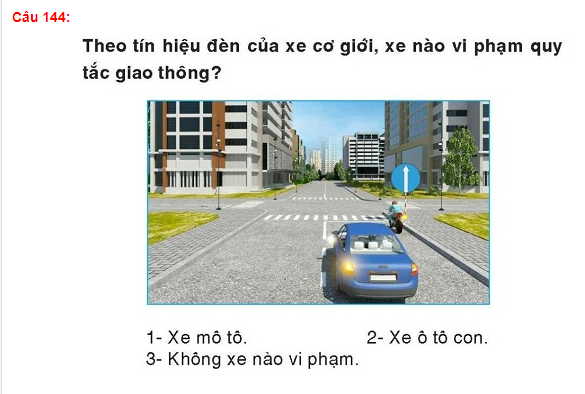 Câu 144:
Theo tín hiệu đèn của xe cơ giới, xe nào vi phạm quy
tắc giao thông?
1- Xe mô tô. 2- Xe ô tô con.
3- Không xe nào vi phạm.